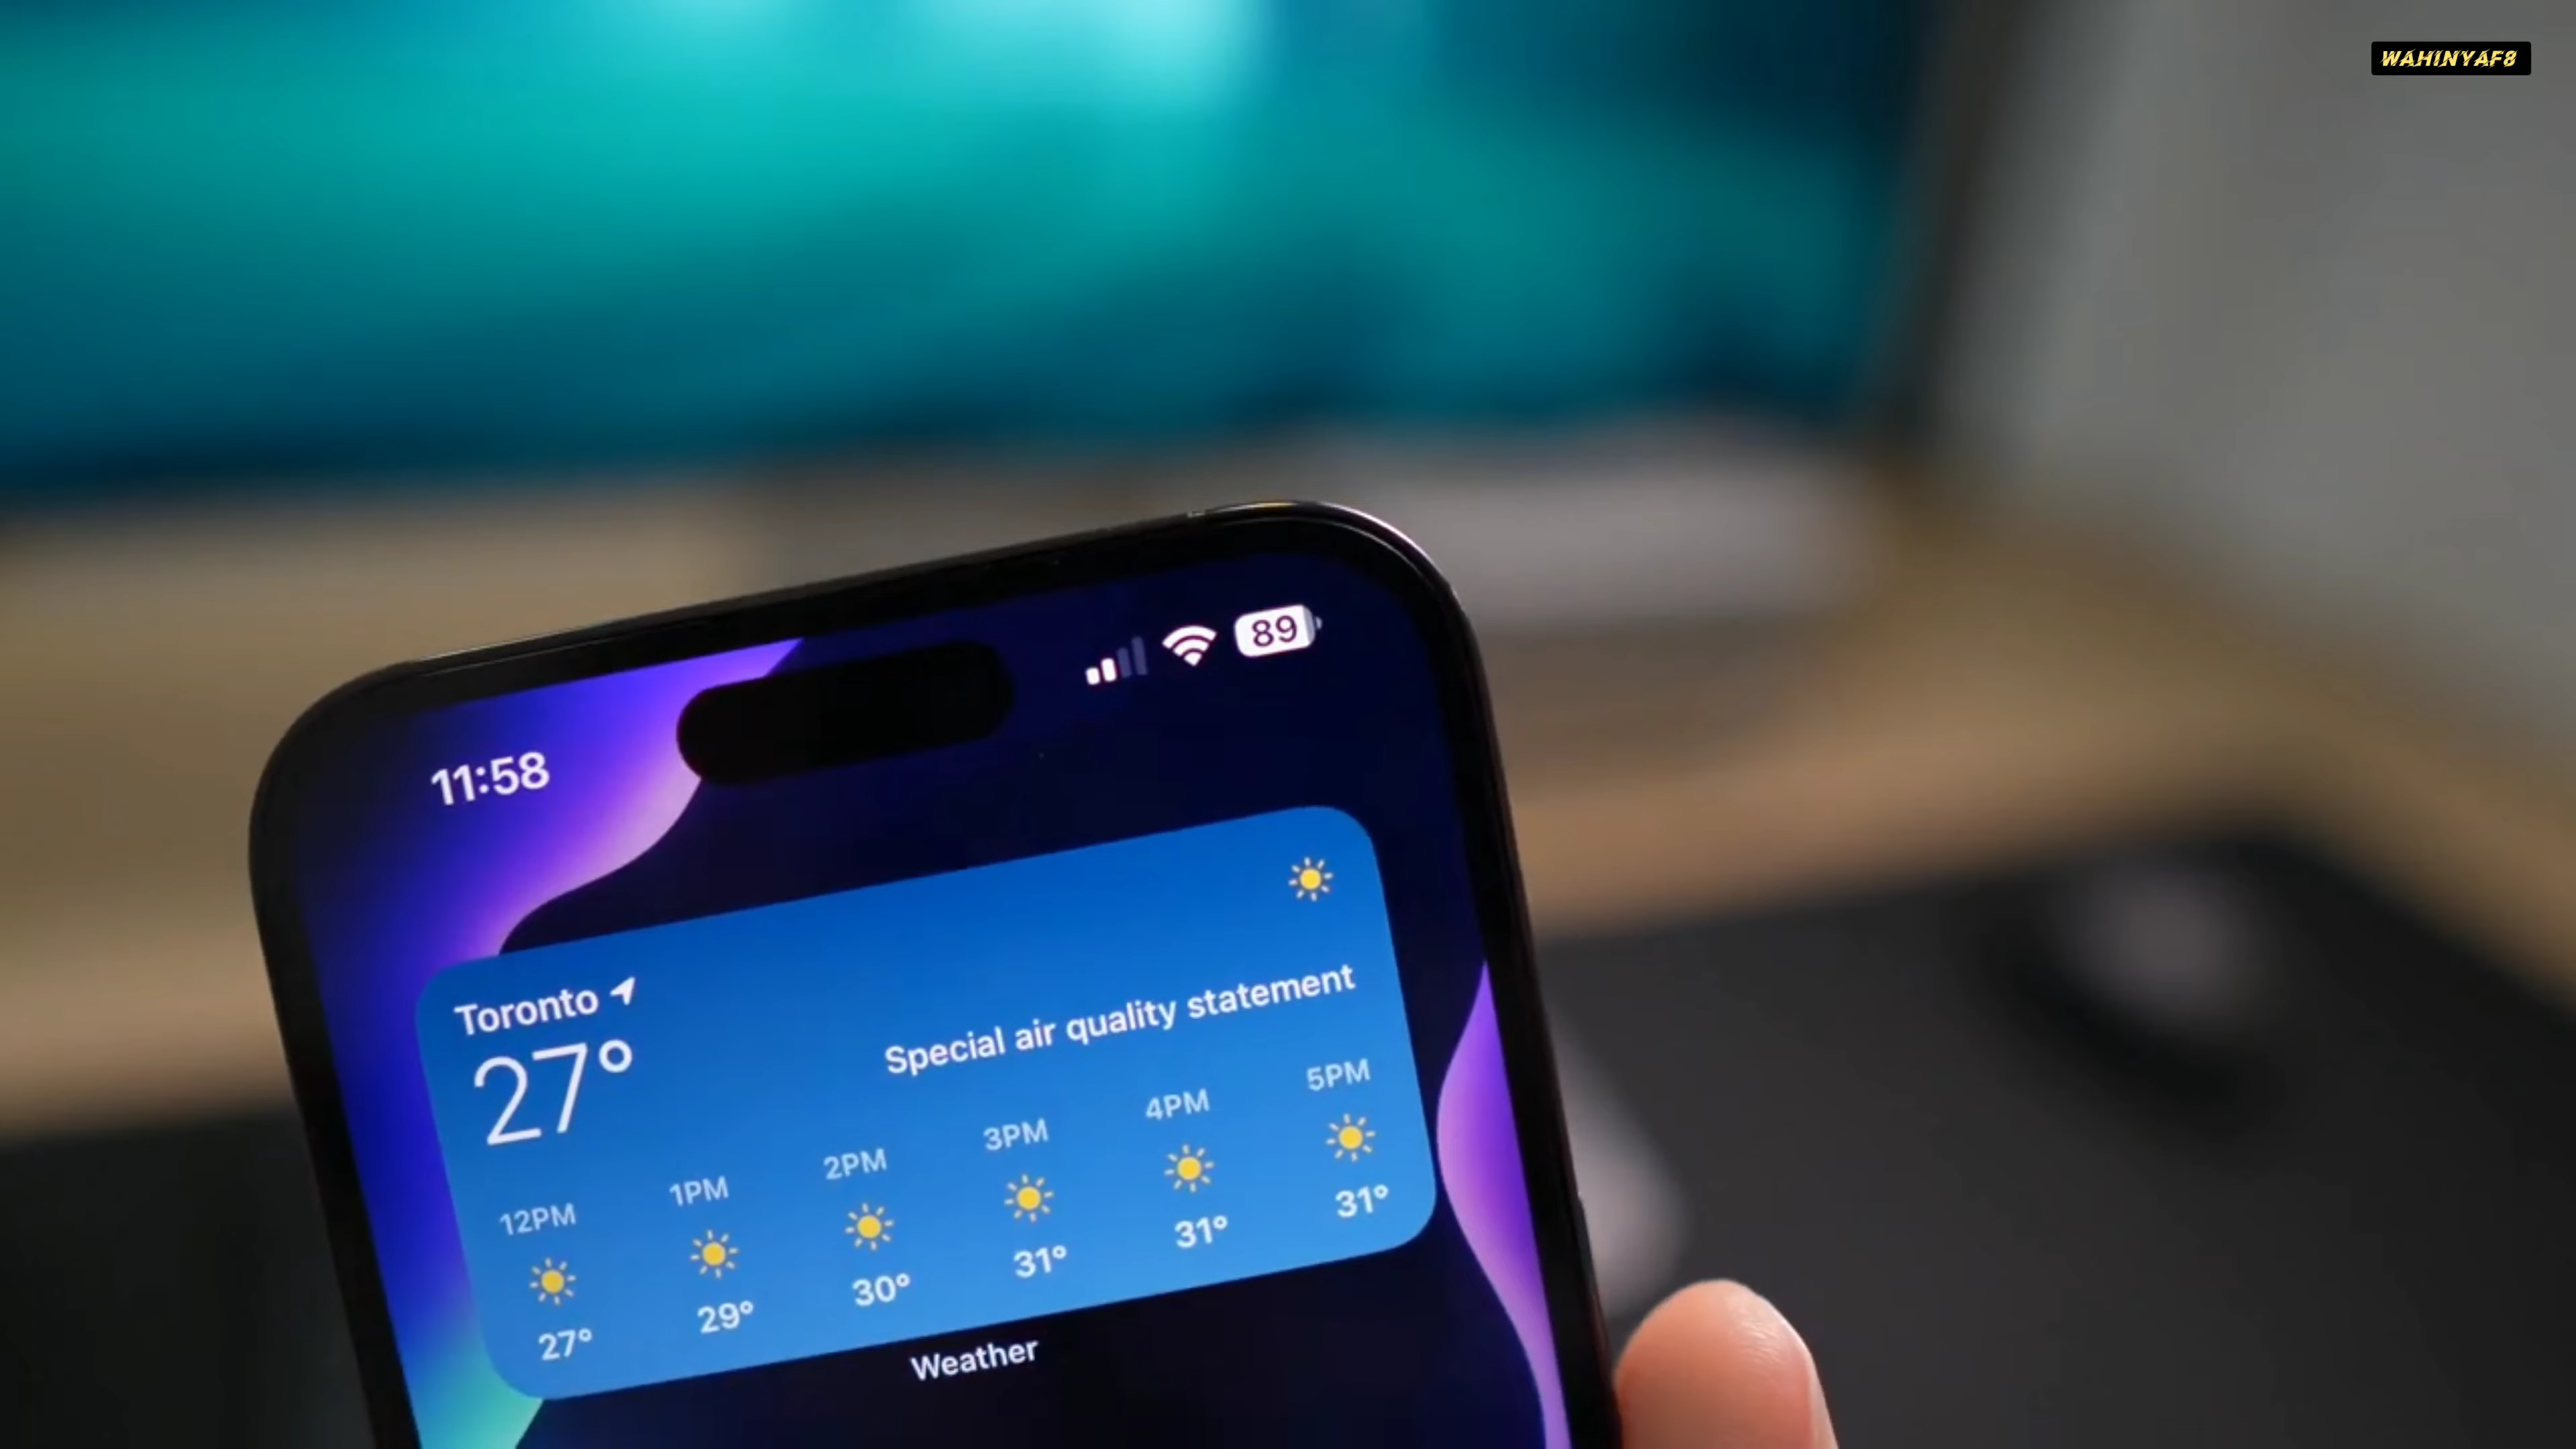 WAHINYAF8
11:58
89
Toronto
27°
Special air quality statement
12PM 1PM 2PM 3PM 4PM 5PM
27° 29° 30° 31° 31° 31°
Weather